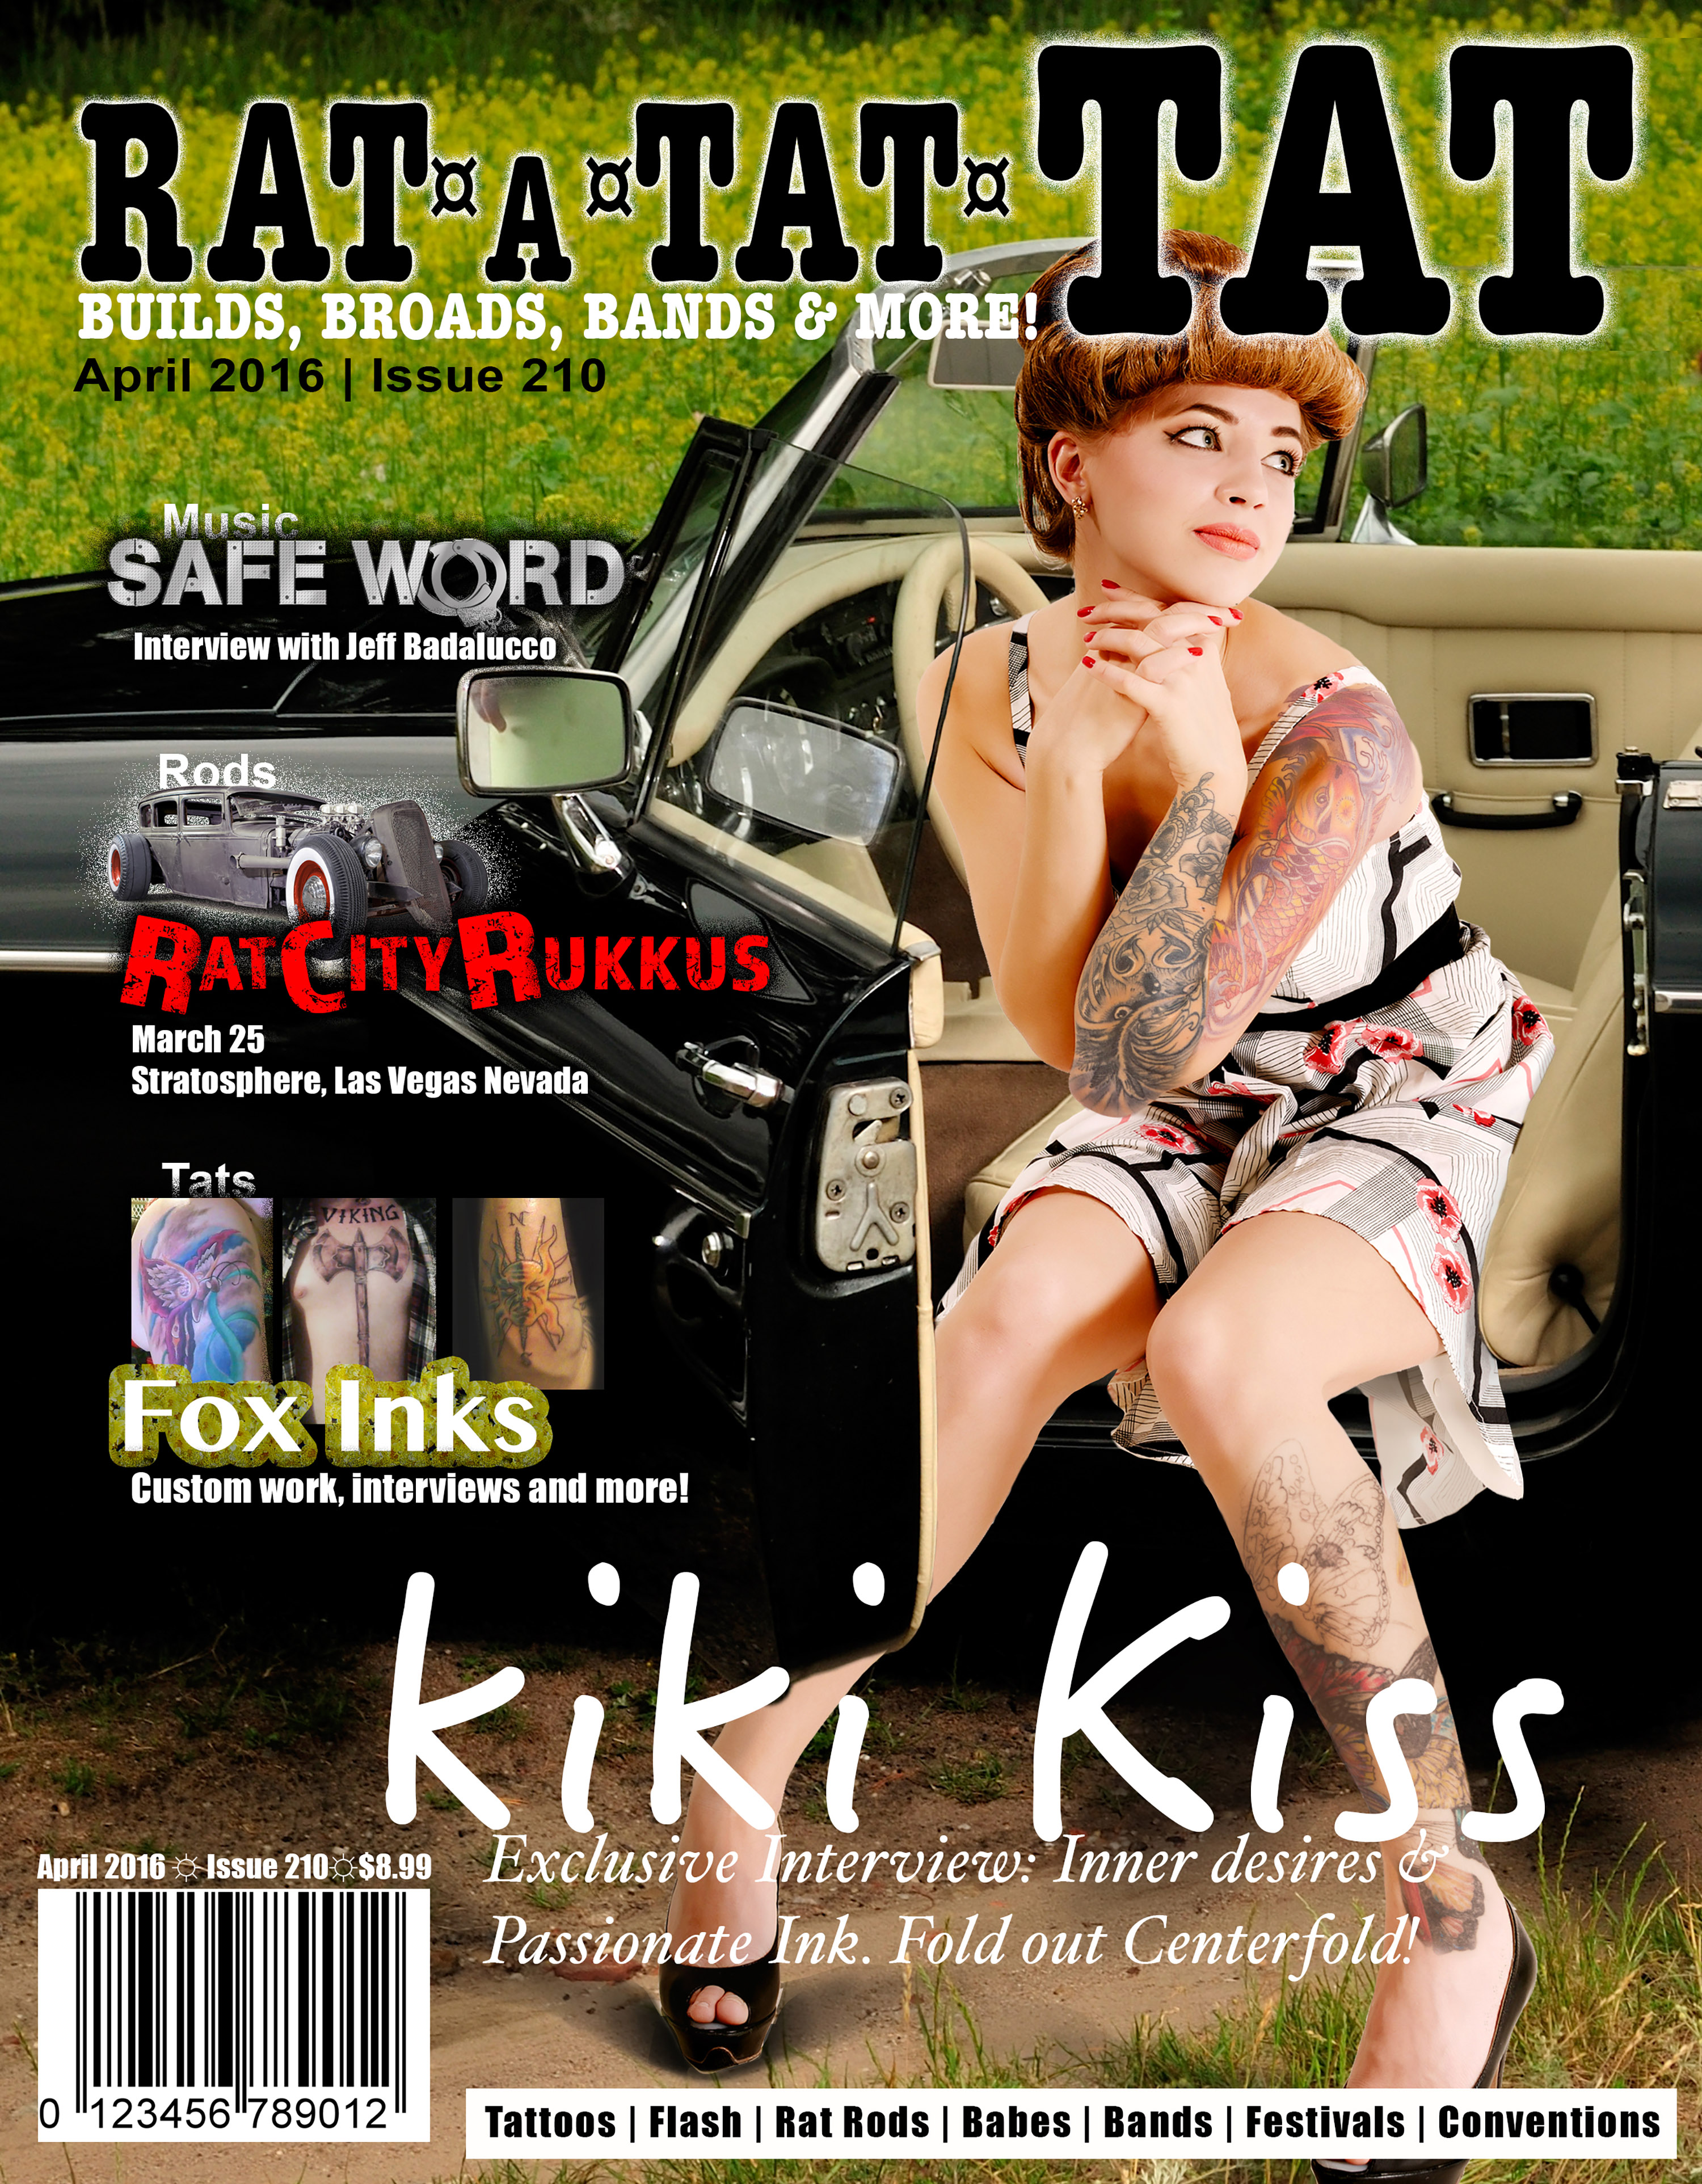 RAT¤A¤TAT¤TAT
BUILDS, BROADS, BANDS & MORE!
April 2016 | Issue 210
Music
SAFE WORD
Interview with Jeff Badalucco
Rods
RATCITYRUKKUS
March 25
Stratosphere, Las Vegas Nevada
Tats
VIKING
N
Fox Inks
Custom work, interviews and more!
kiki Kiss
Exclusive Interview: Inner desires &
Passionate Ink. Fold out Centerfold!
April 2016 ☼ Issue 210☼$8.99
0 123456 789012
Tattoos | Flash | Rat Rods | Babes | Bands | Festivals | Conventions